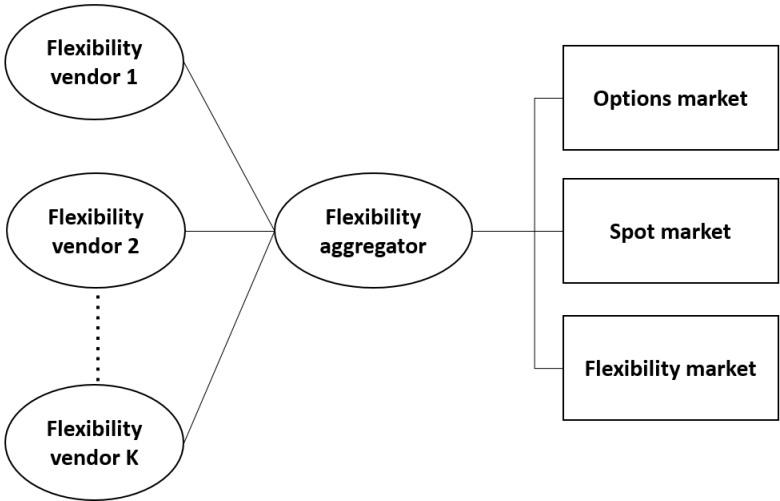 Flexibility
vendor 1
Options market
Flexibility
vendor 2
Flexibility
aggregator
Spot market
Flexibility market
Flexibility
vendor K